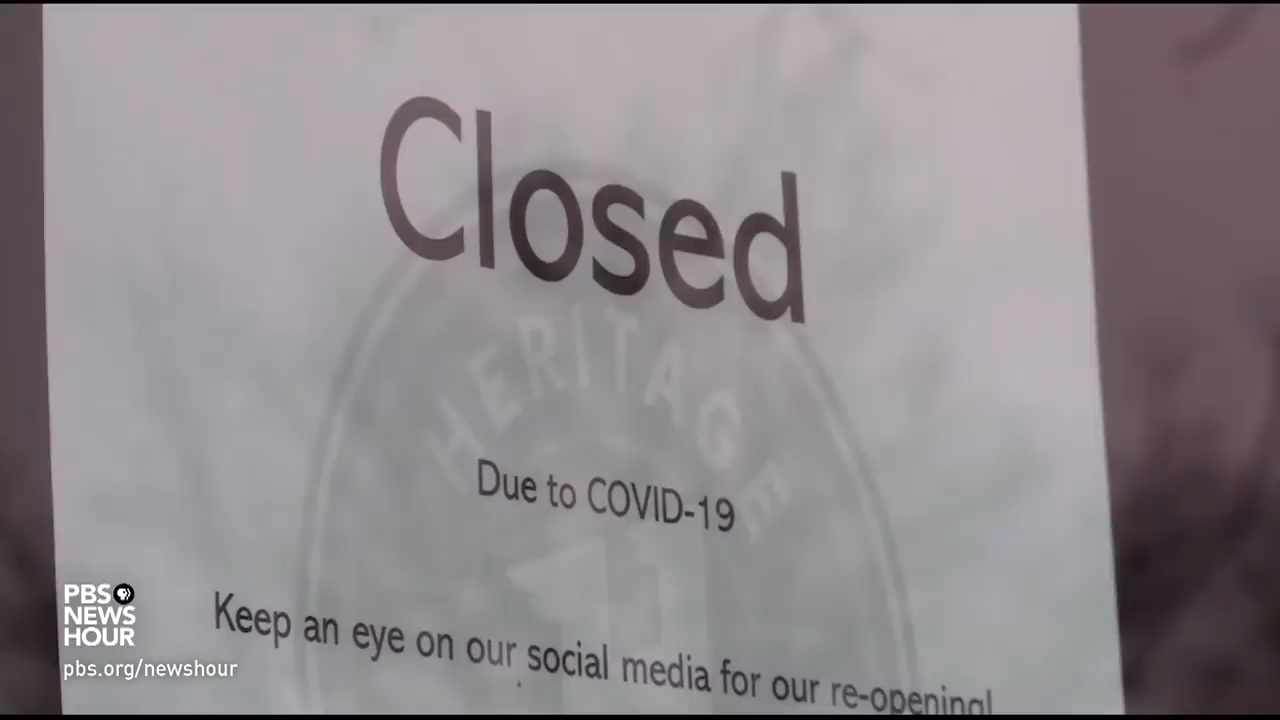 Closed
HERITAGE
Due to COVID-19
Keep an eye on our social media for our re-opening!
PBS
NEWS
HOUR
pbs.org/newshour